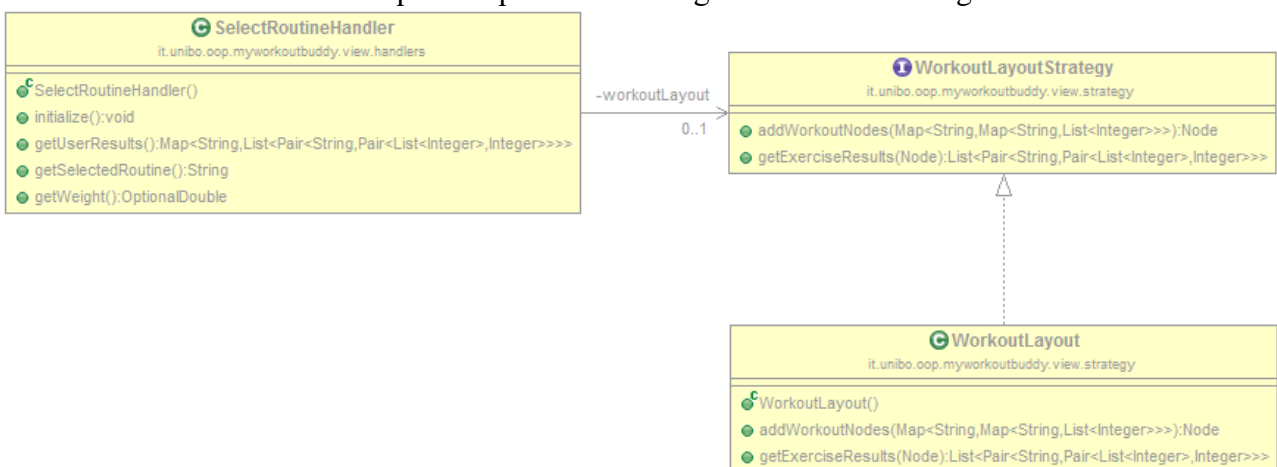 SelectRoutineHandler
it.unibo.oop.myworkoutbuddy.view.handlers
SelectRoutineHandler()
initialize():void
getUserResults():Map<String,List<Pair<String,Pair<List<Integer>,Integer>>>>
getSelectedRoutine():String
getWeight():OptionalDouble
-workoutLayout
0..1
WorkoutLayoutStrategy
it.unibo.oop.myworkoutbuddy.view.strategy
addWorkoutNodes(Map<String,Map<String,List<Integer>>>):Node
getExerciseResults(Node):List<Pair<String,Pair<List<Integer>,Integer>>>
WorkoutLayout
it.unibo.oop.myworkoutbuddy.view.strategy
WorkoutLayout()
addWorkoutNodes(Map<String,Map<String,List<Integer>>>):Node
getExerciseResults(Node):List<Pair<String,Pair<List<Integer>,Integer>>>